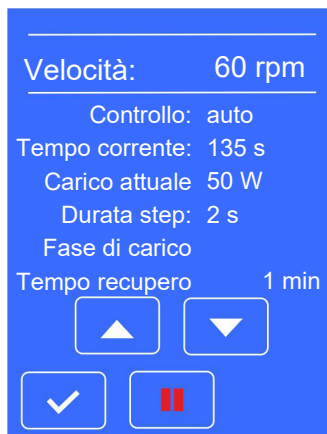 Velocità: 60 rpm
Controllo: auto
Tempo corrente: 135 s
Carico attuale 50 W
Durata step: 2 s
Fase di carico
Tempo recupero 1 min